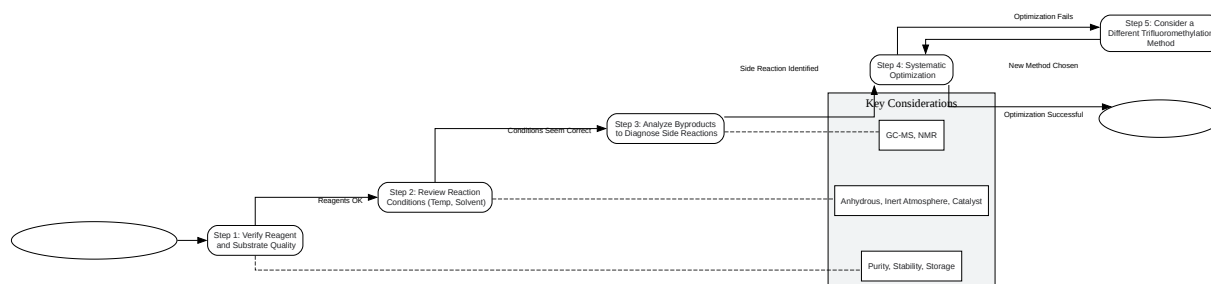 Optimization Fails
Step 5: Consider a
Different Trifluoromethylation
Method
Step 4: Systematic
Optimization
Side Reaction Identified
New Method Chosen
Key Considerations
Optimization Successful
Step 3: Analyze Byproducts
to Diagnose Side Reactions
Conditions Seem Correct
GC-MS, NMR
Step 2: Review Reaction
Conditions (Temp, Solvent)
Reagents OK
Anhydrous, Inert Atmosphere, Catalyst
Step 1: Verify Reagent
and Substrate Quality
Purity, Stability, Storage